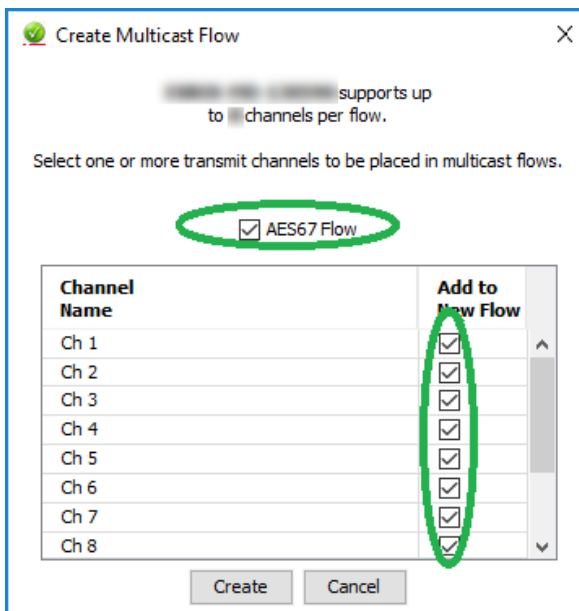 Create Multicast Flow
supports up
to channels per flow.
Select one or more transmit channels to be placed in multicast flows.
AES67 Flow
Channel Name
Add to New Flow
Ch 1
Ch 2
Ch 3
Ch 4
Ch 5
Ch 6
Ch 7
Ch 8
Create Cancel